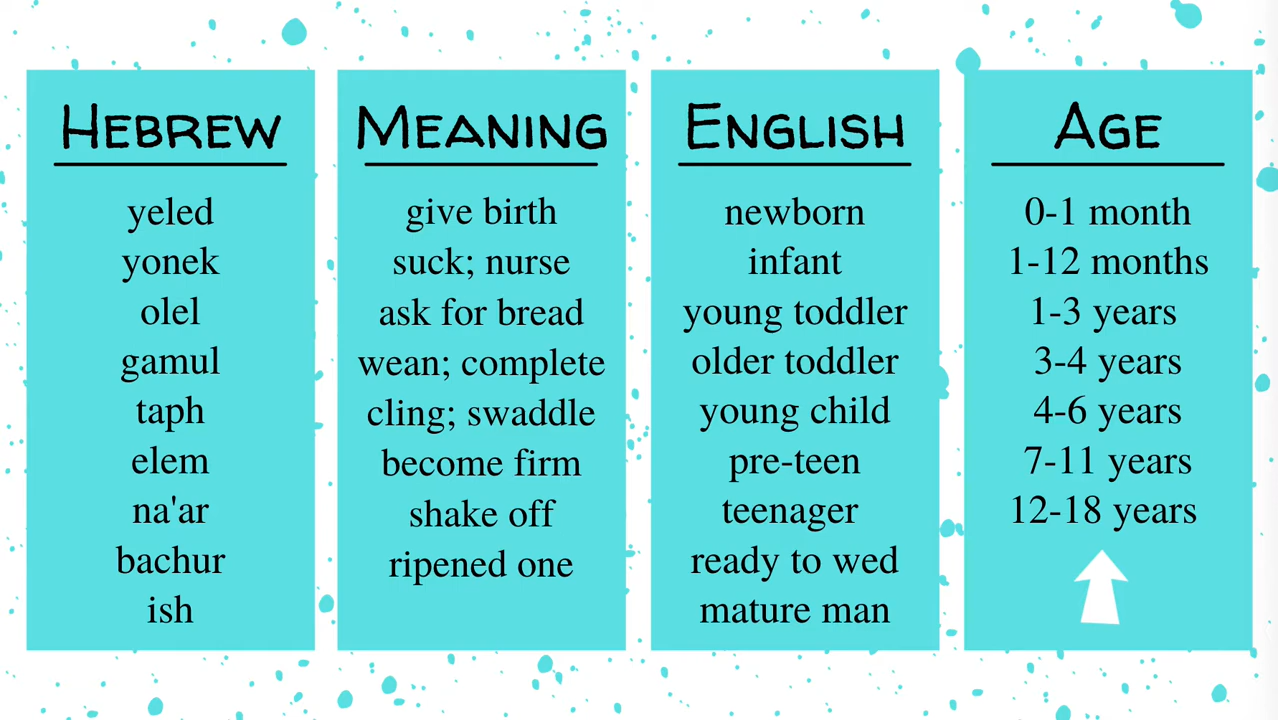 HEBREW
yeled
yonek
olel
gamul
taph
elem
na'ar
bachur
ish
MEANING
give birth
suck; nurse
ask for bread
wean; complete
cling; swaddle
become firm
shake off
ripened one
ENGLISH
newborn
infant
young toddler
older toddler
young child
pre-teen
teenager
ready to wed
mature man
AGE
0-1 month
1-12 months
1-3 years
3-4 years
4-6 years
7-11 years
12-18 years